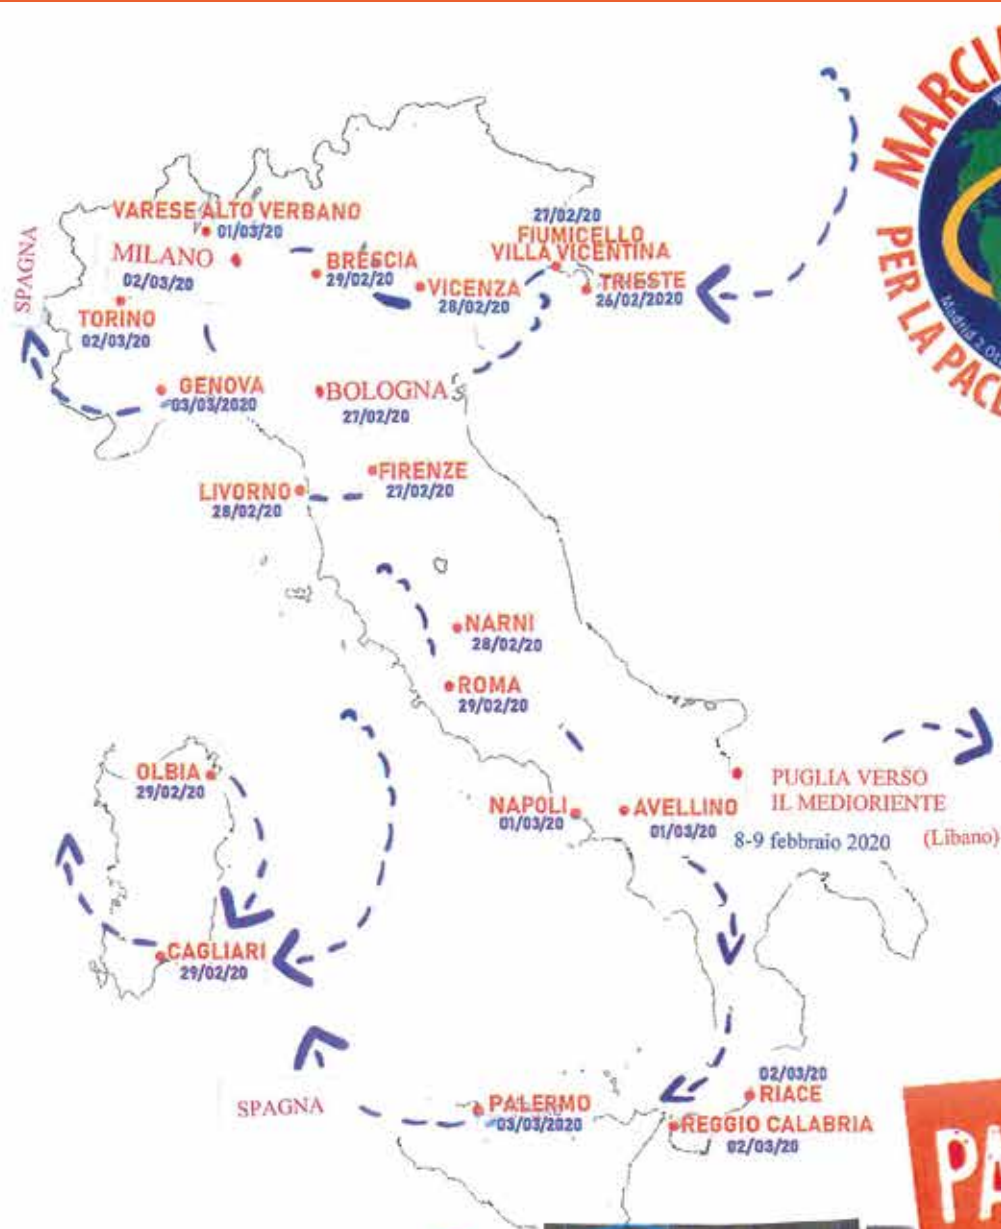 MARCI
PER LA PACE
Madrid 2 Ott
VARESE ALTO VERBANO
01/03/20
MILANO
02/03/20
SPAGNA
TORINO
02/03/20
BRESCIA
29/02/20
VICENZA
28/02/20
27/02/20
FIUMICELLO
VILLA VICENTINA
TRIESTE
26/02/2020
GENOVA
03/03/2020
BOLOGNA
27/02/20
FIRENZE
27/02/20
LIVORNO
28/02/20
NARNI
28/02/20
ROMA
29/02/20
OLBIA
29/02/20
NAPOLI
01/03/20
AVELLINO
01/03/20
PUGLIA VERSO
IL MEDIORIENTE
8-9 febbraio 2020 (Libano)
CAGLIARI
29/02/20
SPAGNA
PALERMO
03/03/2020
02/03/20
RIACE
REGGIO CALABRIA
02/03/20
PA